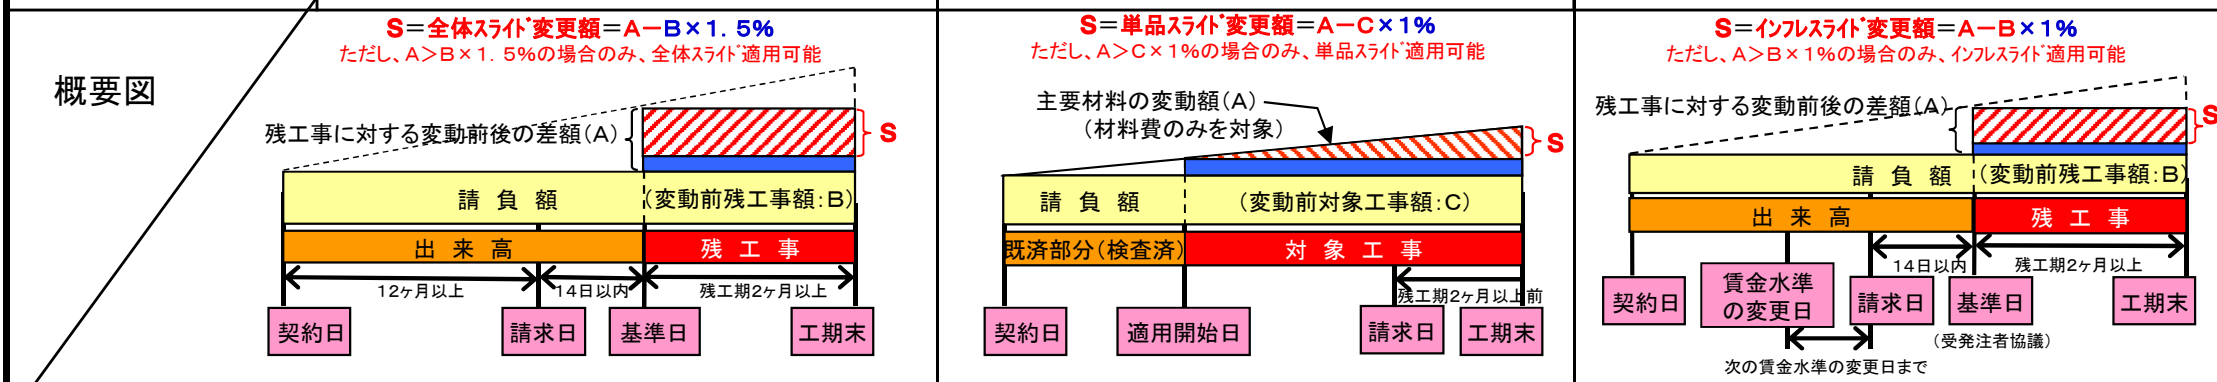 概要図
S=全体スライド変更額=A-B×1.5%
ただし、A>B×1.5%の場合のみ、全体スライド適用可能
残工事に対する変動前後の差額(A)
S
請負額
(変動前残工事額:B)
出来高
残工事
12ヶ月以上
14日以内
残工期2ヶ月以上
契約日
請求日
基準日
工期末
S=単品スライド変更額=A-C×1%
ただし、A>C×1%の場合のみ、単品スライド適用可能
主要材料の変動額(A)
(材料費のみを対象)
S
請負額
(変動前対象工事額:C)
既済部分(検査済)
対象工事
残工期2ヶ月以上前
契約日
適用開始日
請求日
工期末
S=インフレスライド変更額=A-B×1%
ただし、A>B×1%の場合のみ、インフレスライド適用可能
残工事に対する変動前後の差額(A)
S
請負額
(変動前残工事額:B)
出来高
残工事
14日以内
残工期2ヶ月以上
契約日
賃金水準
の変更日
請求日
基準日
工期末
(受発注者協議)
次の賃金水準の変更日まで